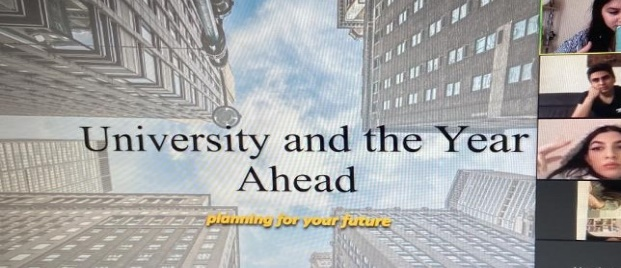 University and the Year
Ahead
planning for your future